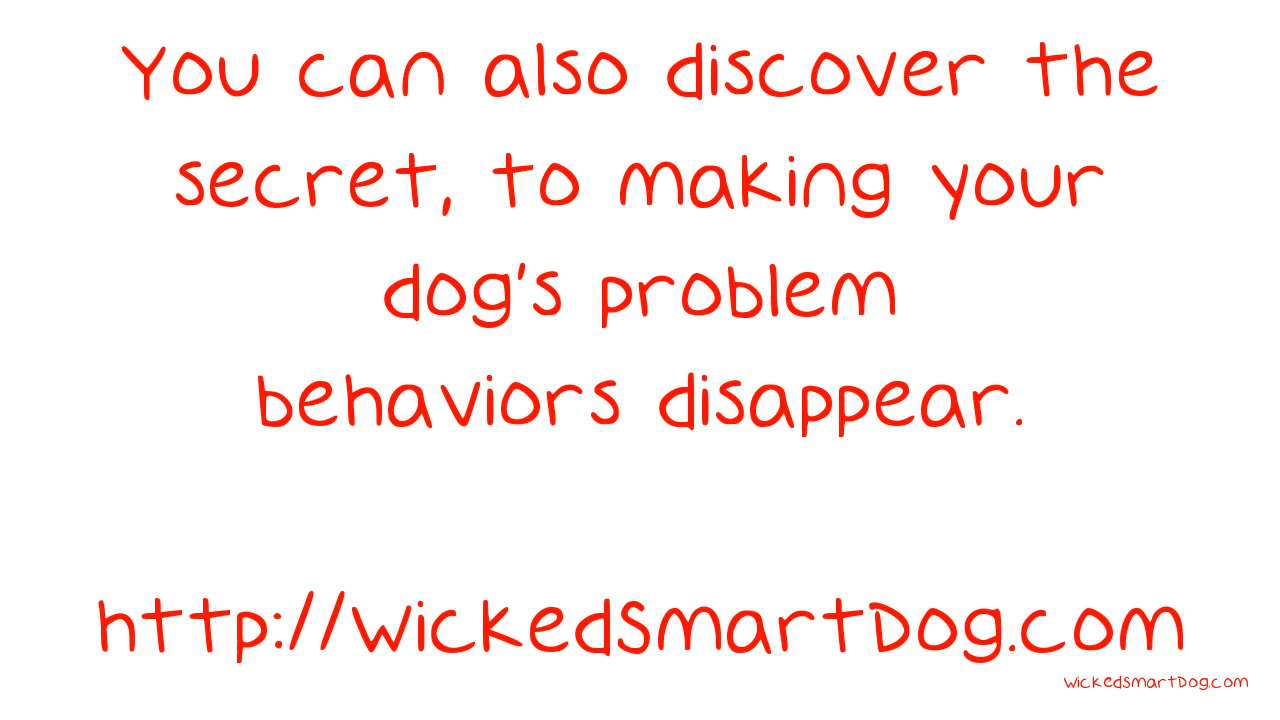 You can also discover the
secret, to making your
dog's problem
behaviors disappear.
http://WickedSmartDog.com
WickedSmartDog.com